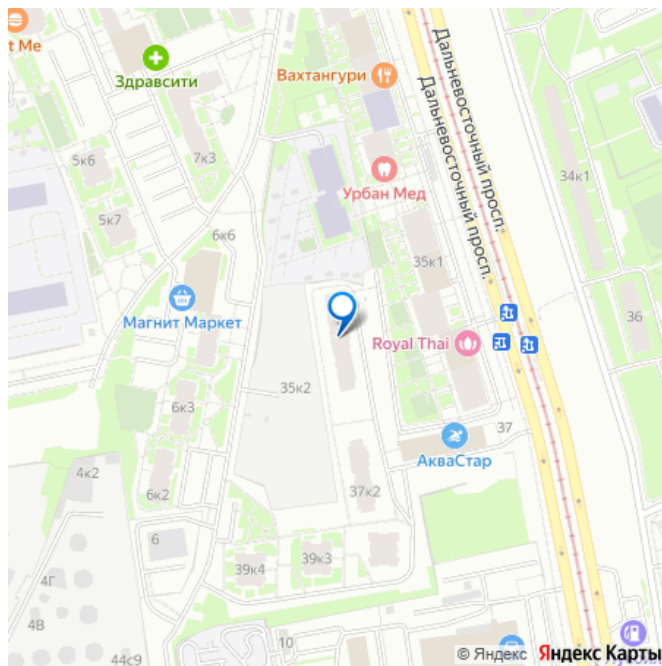 t Me
Здравсити
Вахтангури
Дальневосточный просп.
Дальневосточный просп.
5к6
7к3
Урбан Мед
34к1
5к7
6к6
35к1
Магнит Маркет
36
Royal Thai
35к2
6к3
37
АкваСтар
4к2
6к2
37к2
6
39к4
39к3
4Г
4В
10
44с9
© Яндекс Яндекс Карты